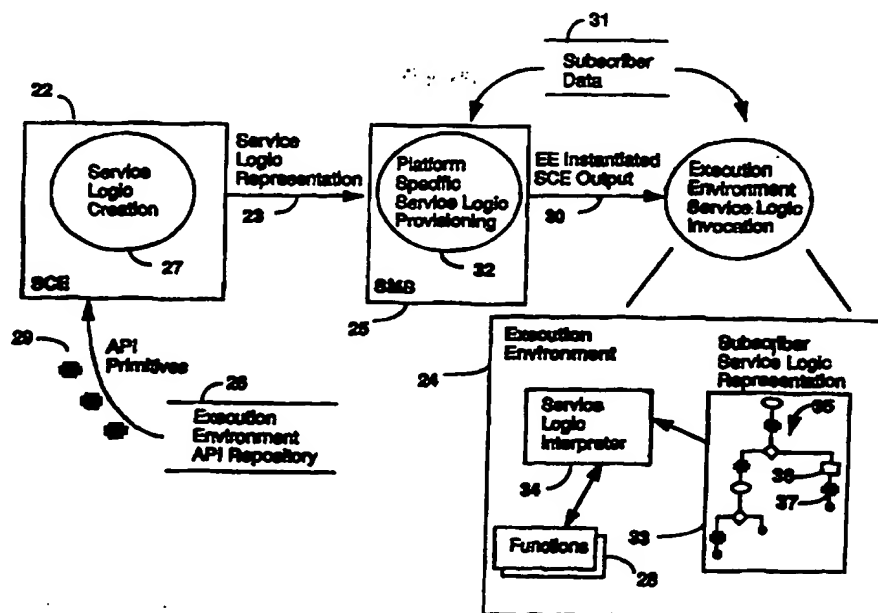 31
Subscriber
Data
22
Service
Logic
Creation
27
SCE
Service
Logic
Representation
23
Platform
Specific
Service Logic
Provisioning
32
SMS
25
EE Instantiated
SCE Output
30
Execution
Environment
Service Logic
Invocation
29
API
Primitives
26
Execution
Environment
API Repository
24
Execution
Environment
Service
Logic
Interpreter
34
Functions
28
Subscriber
Service Logic
Representation
35
36
37
33